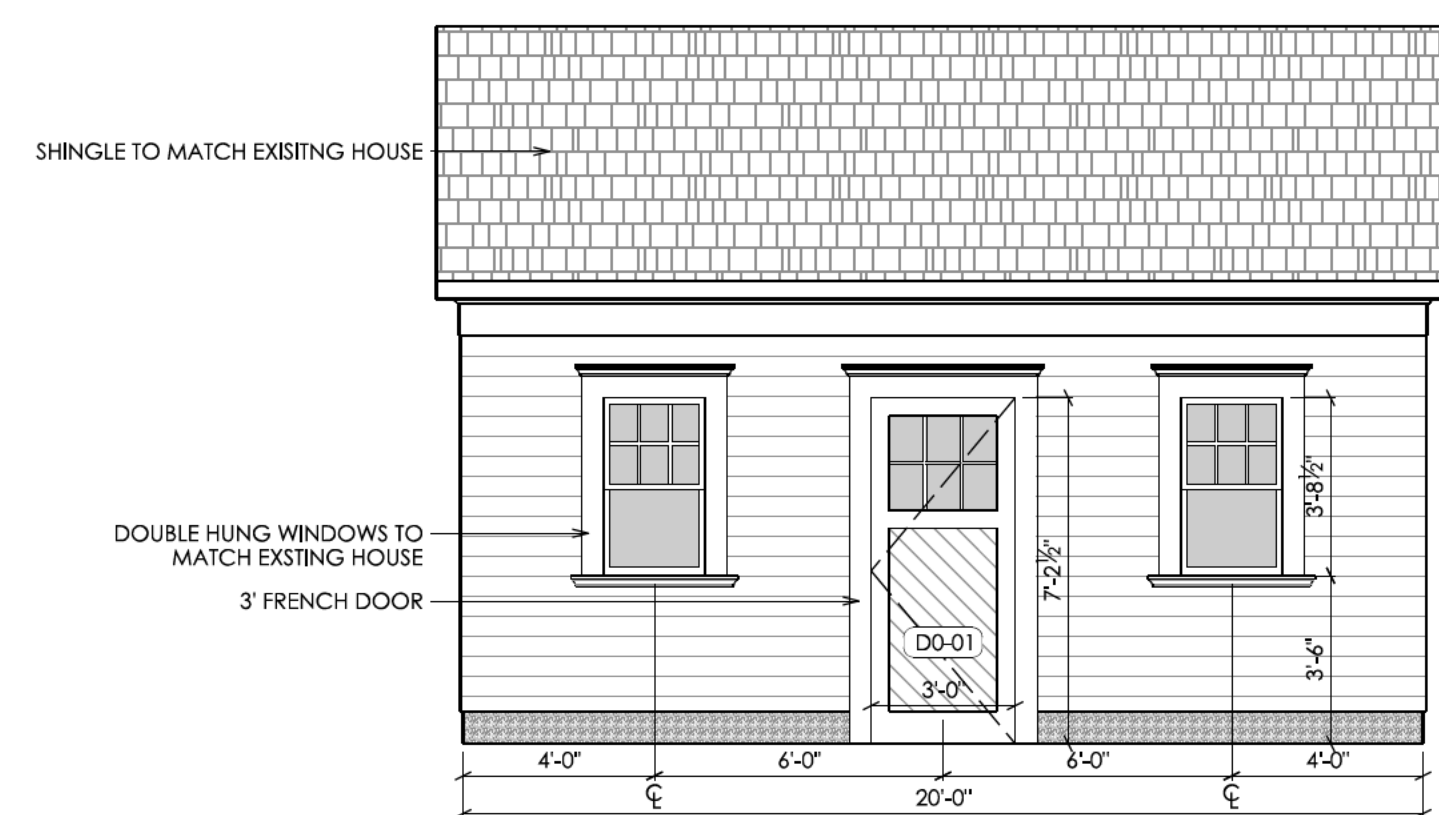 SHINGLE TO MATCH EXISITNG HOUSE
DOUBLE HUNG WINDOWS TO
MATCH EXSTING HOUSE
3' FRENCH DOOR
D0-01
3'-0"
7'-2½"
3'-8½"
3'-6"
4'-0"
6'-0"
6'-0"
4'-0"
℄
20'-0"
℄